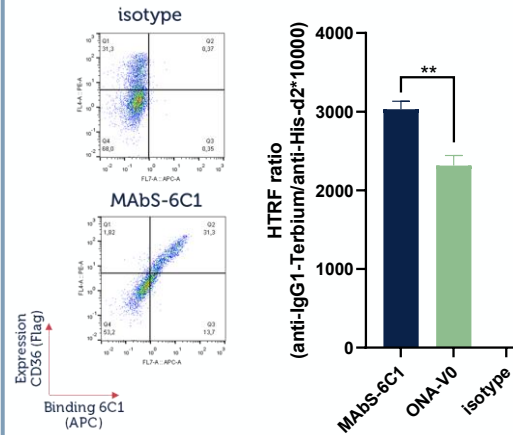 isotype
Q1
31,3
Q2
0,37
FL4-A :: PE-A
Q4
68,0
Q3
0,35
FL7-A :: APC-A
MAbS-6C1
Q1
1,82
Q2
31,3
FL4-A :: PE-A
Q4
53,2
Q3
13,7
FL7-A :: APC-A
Expression
CD36 (Flag)
Binding 6C1
(APC)
HTRF ratio
(anti-IgG1-Terbium/anti-His-d2*10000)
4000
3000
2000
1000
0
**
MAbS-6C1
ONA-V0
isotype